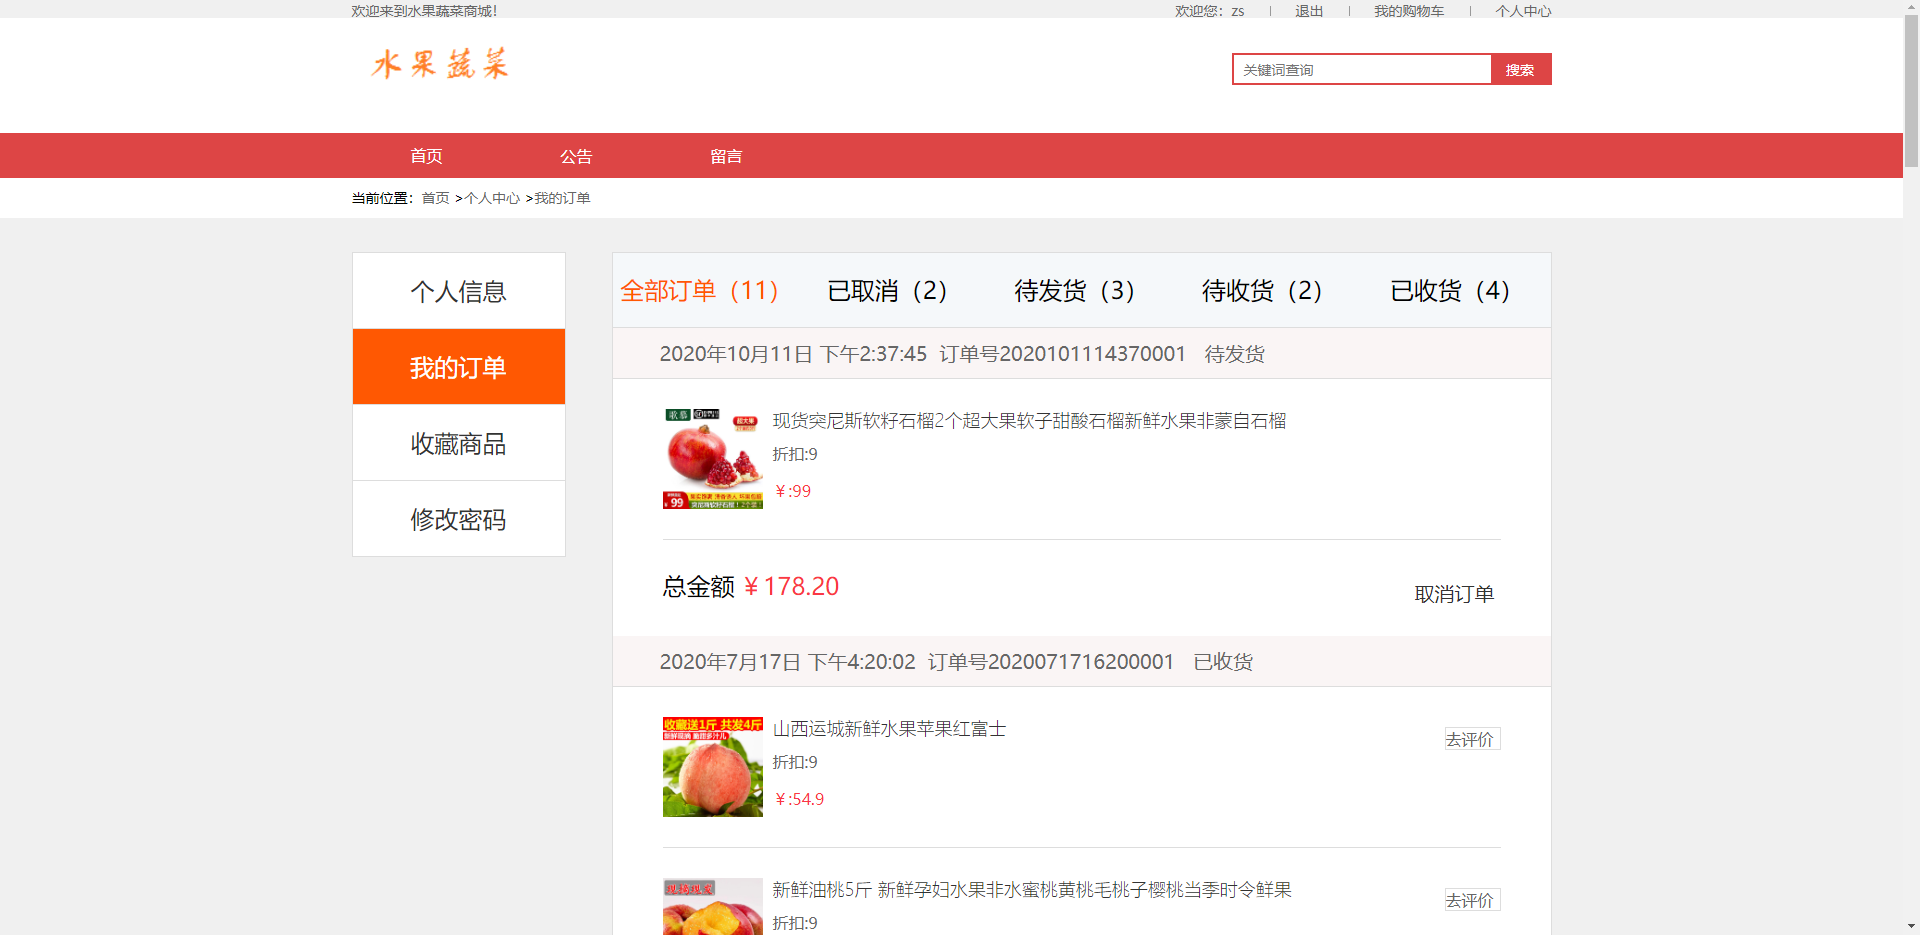 欢迎来到水果蔬菜商城!
欢迎您：zs | 退出 | 我的购物车 | 个人中心
水果蔬菜
关键词查询 搜索
首页 公告 留言
当前位置：首页 >个人中心 >我的订单
个人信息
我的订单
收藏商品
修改密码
全部订单（11） 已取消（2） 待发货（3） 待收货（2） 已收货（4）
2020年10月11日 下午2:37:45 订单号2020101114370001 待发货
歌慕
超大果
99
现货突尼斯软籽石榴2个超大果软子甜酸石榴新鲜水果非蒙自石榴
折扣:9
￥:99
总金额 ￥178.20
取消订单
2020年7月17日 下午4:20:02 订单号2020071716200001 已收货
收藏送1斤 共发4斤
山西运城新鲜水果苹果红富士
折扣:9
￥:54.9
去评价
现摘现发
新鲜油桃5斤 新鲜孕妇水果非水蜜桃黄桃毛桃子樱桃当季时令鲜果
折扣:9
去评价